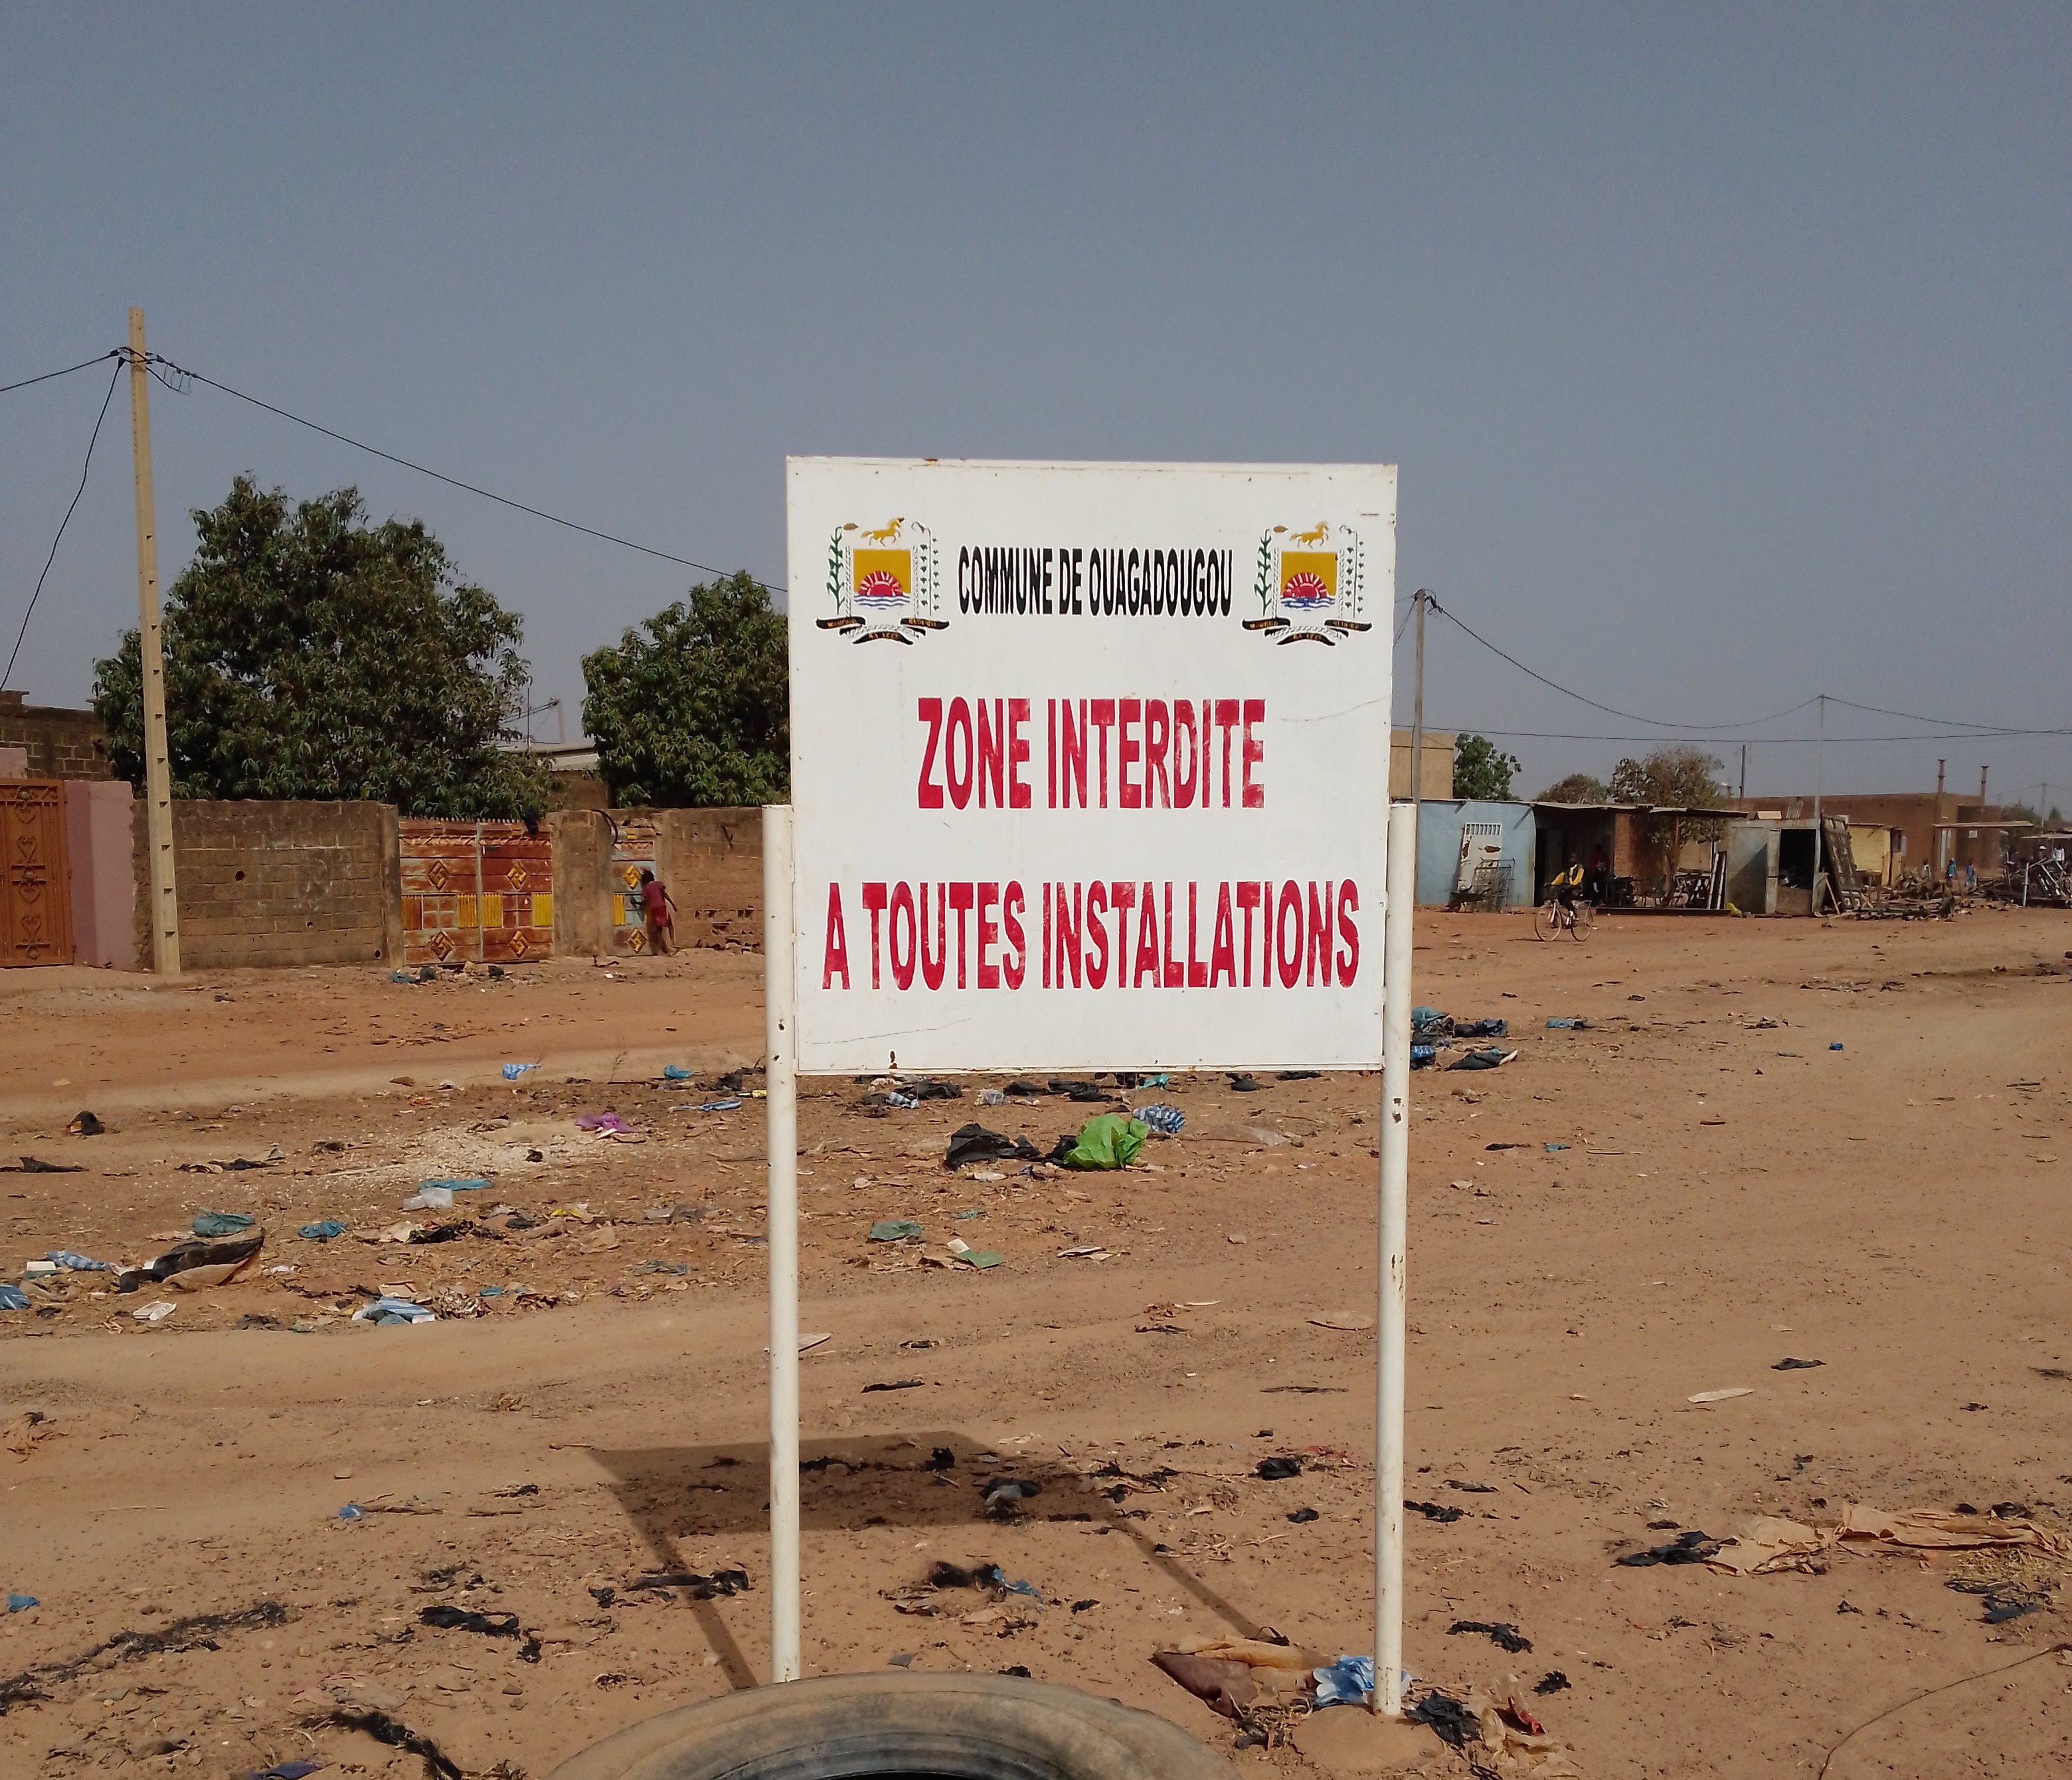 COMMUNE DE OUAGADOUGOU
ZONE INTERDITE
A TOUTES INSTALLATIONS